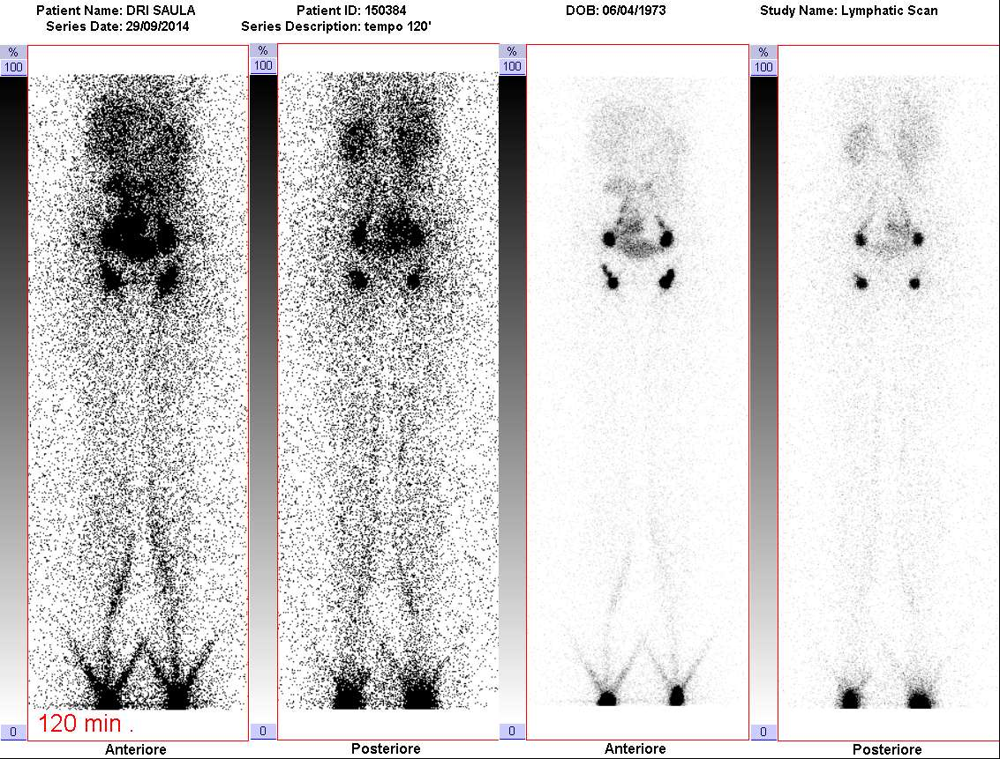 Patient Name: DRI SAULA Patient ID: 150384 DOB: 06/04/1973 Study Name: Lymphatic Scan
Series Date: 29/09/2014 Series Description: tempo 120'
% % % %
100 100 100 100
120 min .
0 0 0 0
Anteriore Posteriore Anteriore Posteriore